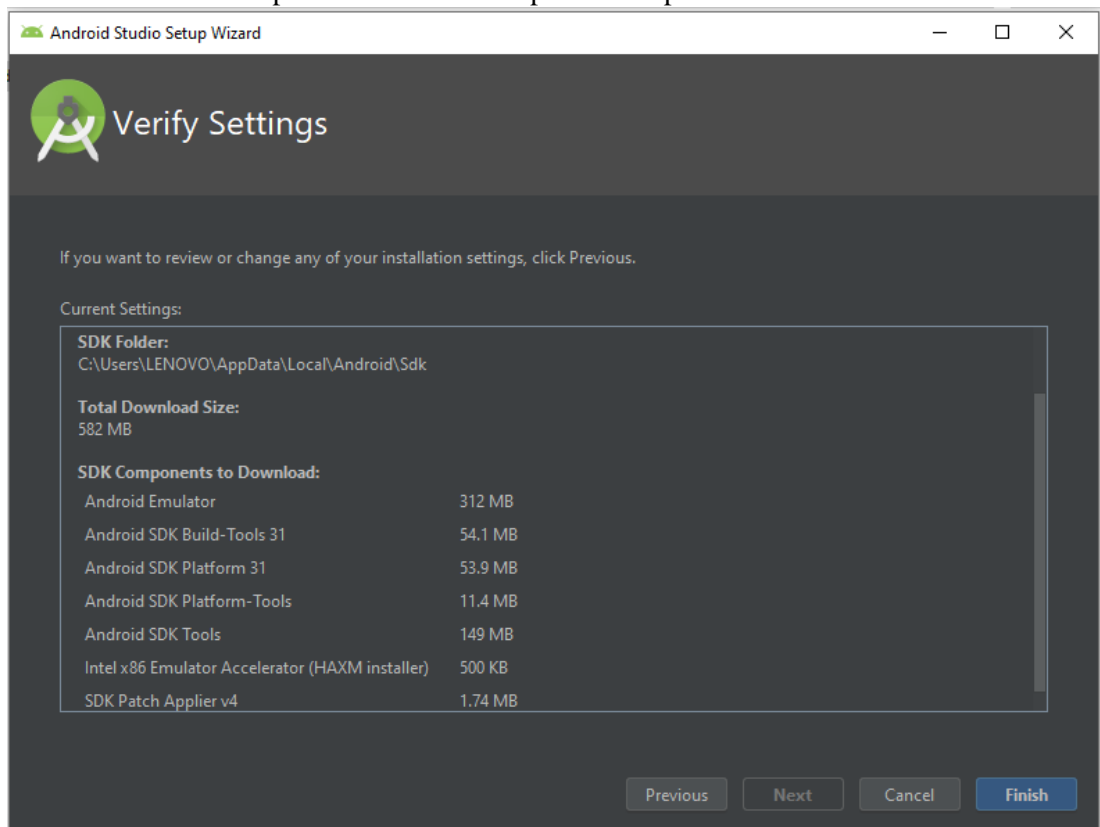 Android Studio Setup Wizard
Verify Settings
If you want to review or change any of your installation settings, click Previous.
Current Settings:
SDK Folder:
C:\Users\LENOVO\AppData\Local\Android\Sdk
Total Download Size:
582 MB
SDK Components to Download:
Android Emulator 312 MB
Android SDK Build-Tools 31 54.1 MB
Android SDK Platform 31 53.9 MB
Android SDK Platform-Tools 11.4 MB
Android SDK Tools 149 MB
Intel x86 Emulator Accelerator (HAXM installer) 500 KB
SDK Patch Applier v4 1.74 MB
Previous Next Cancel Finish